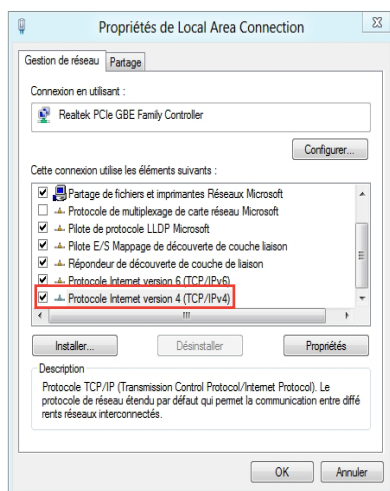 Propriétés de Local Area Connection
Gestion de réseau Partage
Connexion en utilisant :
Realtek PCIe GBE Family Controller
Configurer...
Cette connexion utilise les éléments suivants :
Partage de fichiers et imprimantes Réseaux Microsoft
Protocole de multiplexage de carte réseau Microsoft
Pilote de protocole LLDP Microsoft
Pilote E/S Mappage de découverte de couche liaison
Répondeur de découverte de couche de liaison
Protocole Internet version 6 (TCP/IPv6)
Protocole Internet version 4 (TCP/IPv4)
Installer... Désinstaller Propriétés
Description
Protocole TCP/IP (Transmission Control Protocol/Internet Protocol). Le
protocole de réseau étendu par défaut qui permet la communication entre diffé
rents réseaux interconnectés.
OK Annuler